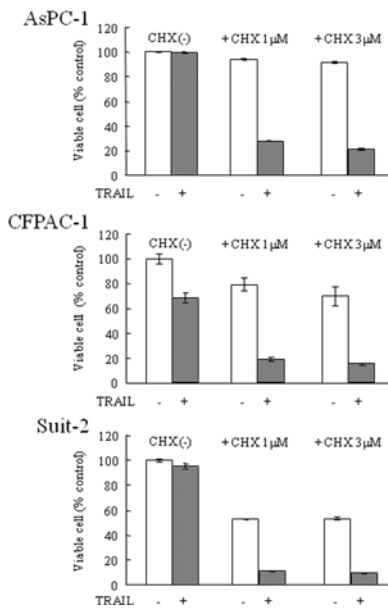 AsPC-1
CHX(-) +CHX 1μM +CHX 3μM
Viable cell (% control)
120
100
80
60
40
20
0
TRAIL - + - + - +
CFPAC-1
CHX(-) +CHX 1μM +CHX 3μM
Viable cell (% control)
120
100
80
60
40
20
0
TRAIL - + - + - +
Suit-2
CHX(-) +CHX 1μM +CHX 3μM
Viable cell (% control)
120
100
80
60
40
20
0
TRAIL - + - + - +